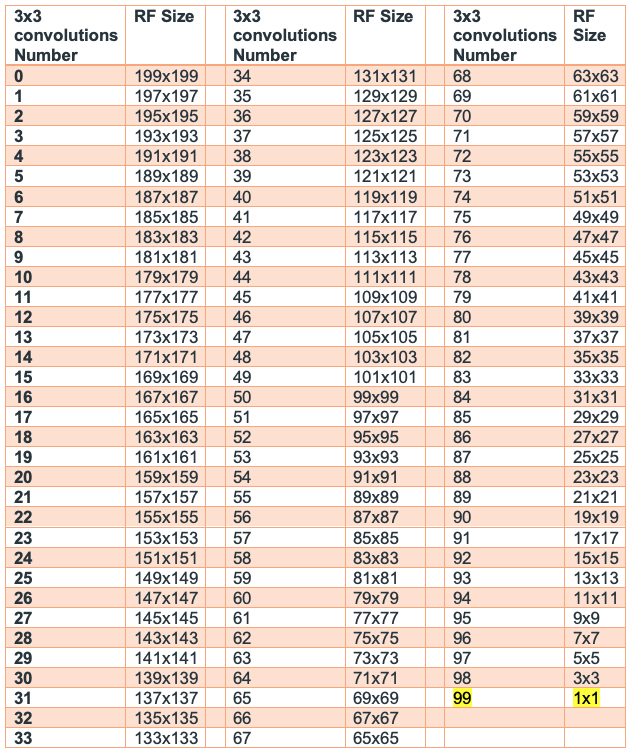 3x3 convolutions Number RF Size 3x3 convolutions Number RF Size 3x3 convolutions Number RF Size
0 199x199 34 131x131 68 63x63
1 197x197 35 129x129 69 61x61
2 195x195 36 127x127 70 59x59
3 193x193 37 125x125 71 57x57
4 191x191 38 123x123 72 55x55
5 189x189 39 121x121 73 53x53
6 187x187 40 119x119 74 51x51
7 185x185 41 117x117 75 49x49
8 183x183 42 115x115 76 47x47
9 181x181 43 113x113 77 45x45
10 179x179 44 111x111 78 43x43
11 177x177 45 109x109 79 41x41
12 175x175 46 107x107 80 39x39
13 173x173 47 105x105 81 37x37
14 171x171 48 103x103 82 35x35
15 169x169 49 101x101 83 33x33
16 167x167 50 99x99 84 31x31
17 165x165 51 97x97 85 29x29
18 163x163 52 95x95 86 27x27
19 161x161 53 93x93 87 25x25
20 159x159 54 91x91 88 23x23
21 157x157 55 89x89 89 21x21
22 155x155 56 87x87 90 19x19
23 153x153 57 85x85 91 17x17
24 151x151 58 83x83 92 15x15
25 149x149 59 81x81 93 13x13
26 147x147 60 79x79 94 11x11
27 145x145 61 77x77 95 9x9
28 143x143 62 75x75 96 7x7
29 141x141 63 73x73 97 5x5
30 139x139 64 71x71 98 3x3
31 137x137 65 69x69 99 1x1
32 135x135 66 67x67
33 133x133 67 65x65